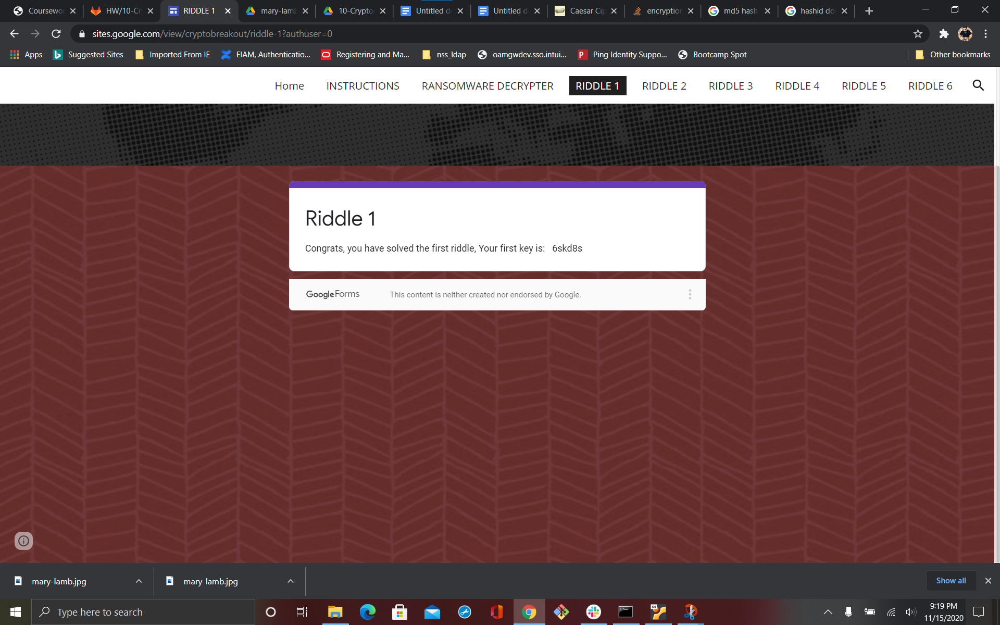 Coursewor
HW/10-Cr
RIDDLE 1
mary-lamb
10-Crypto
Untitled d
Untitled d
Caesar Cip
encryption
md5 hash
hashid do
sites.google.com/view/cryptobreakout/riddle-1?authuser=0
Apps
Suggested Sites
Imported From IE
EIAM, Authenticatio...
Registering and Ma...
nss_ldap
oamgwdev.sso.intui...
Ping Identity Suppo...
Bootcamp Spot
Other bookmarks
Home
INSTRUCTIONS
RANSOMWARE DECRYPTER
RIDDLE 1
RIDDLE 2
RIDDLE 3
RIDDLE 4
RIDDLE 5
RIDDLE 6
Riddle 1
Congrats, you have solved the first riddle, Your first key is: 6skd8s
Google Forms
This content is neither created nor endorsed by Google.
mary-lamb.jpg
mary-lamb.jpg
Show all
Type here to search
64
9:19 PM
11/15/2020